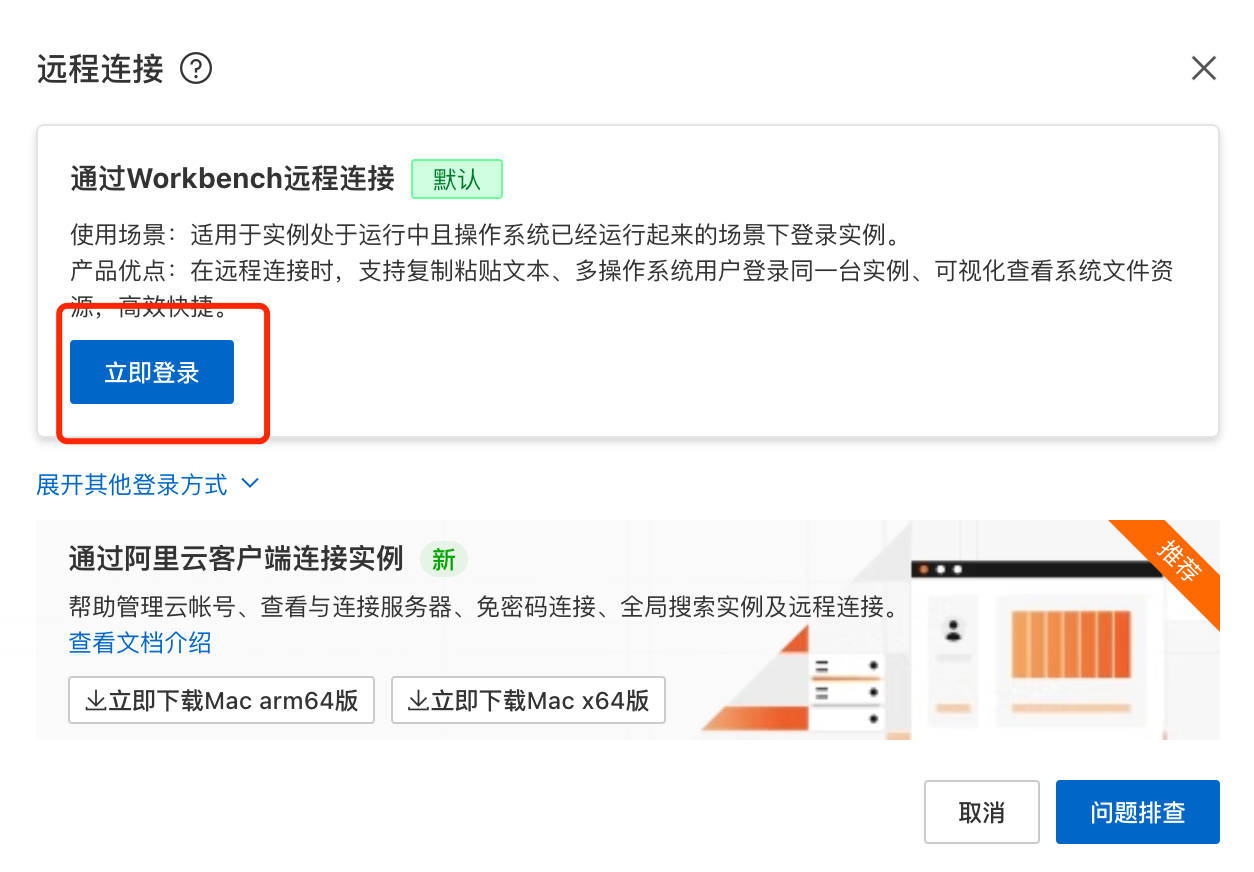 远程连接
通过Workbench远程连接 默认
使用场景：适用于实例处于运行中且操作系统已经运行起来的场景下登录实例。
产品优点：在远程连接时，支持复制粘贴文本、多操作系统用户登录同一台实例、可视化查看系统文件资
源，高效快捷。
立即登录
展开其他登录方式
通过阿里云客户端连接实例 新
推荐
帮助管理云帐号、查看与连接服务器、免密码连接、全局搜索实例及远程连接。
查看文档介绍
立即下载Mac arm64版 立即下载Mac x64版
取消 问题排查